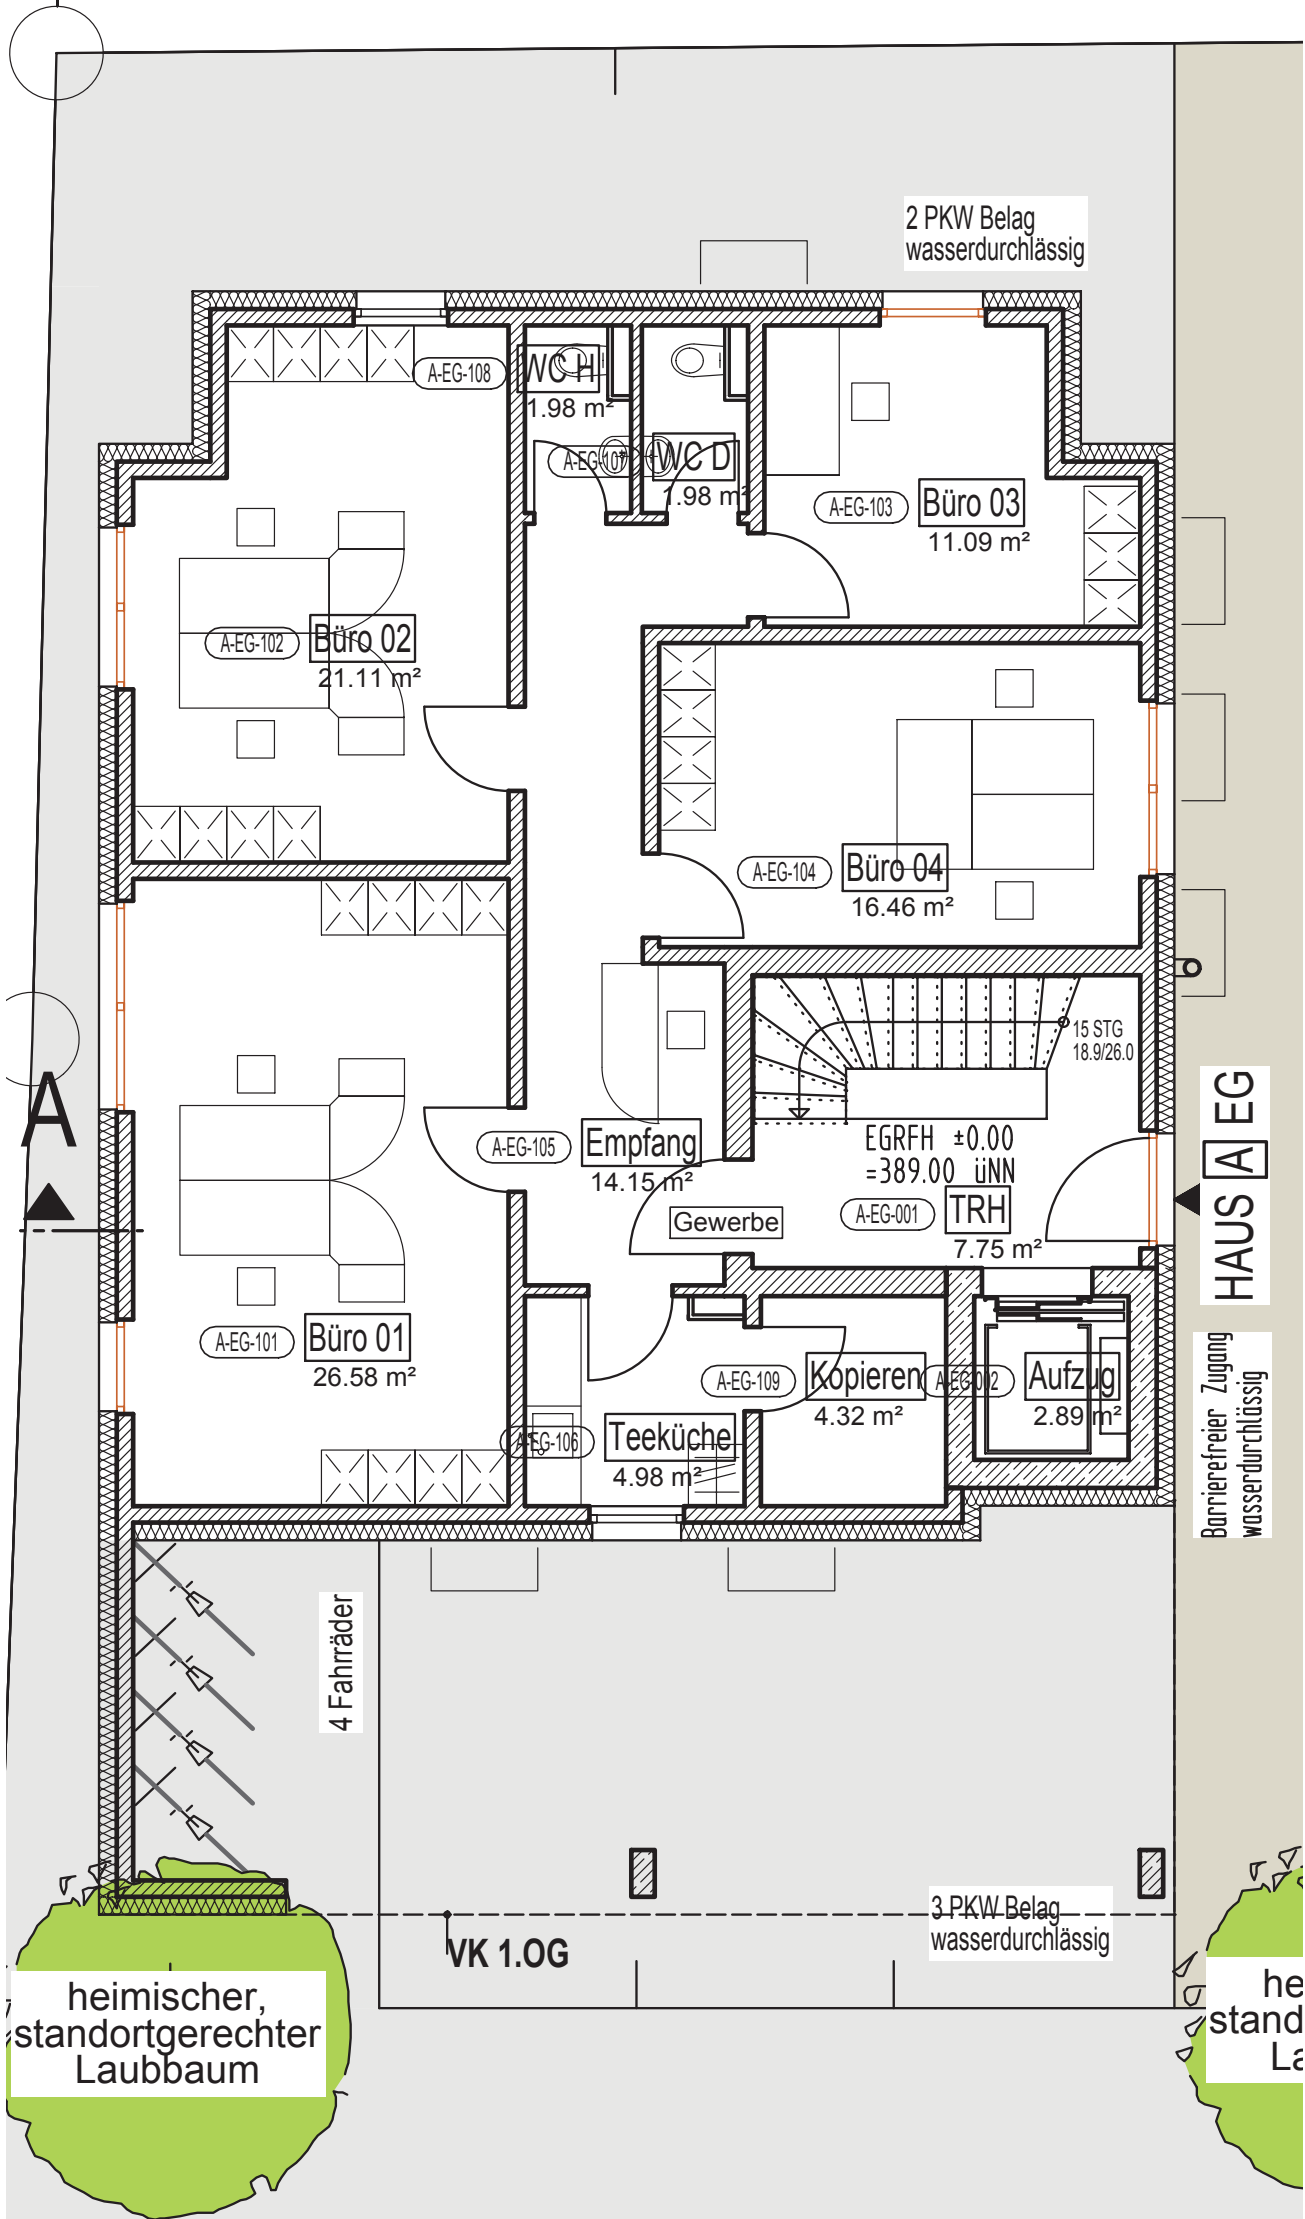 2 PKW Belag
wasserdurchlässig
A-EG-108
WC H
1.98 m²
A-EG-107
WC D
1.98 m²
A-EG-103
Büro 03
11.09 m²
A-EG-102
Büro 02
21.11 m²
A-EG-104
Büro 04
16.46 m²
15 STG
18.9/26.0
A
A-EG-105
Empfang
14.15 m²
EGRFH ±0.00
=389.00 üNN
A-EG-001
TRH
7.75 m²
Gewerbe
HAUS A EG
A-EG-101
Büro 01
26.58 m²
A-EG-109
Kopieren
4.32 m²
A-EG-002
Aufzug
2.89 m²
A-EG-106
Teeküche
4.98 m²
Barrierefreier Zugang
wasserdurchlässig
4 Fahrräder
3 PKW Belag
wasserdurchlässig
VK 1.OG
heimischer,
standortgerechter
Laubbaum
he
stand
La